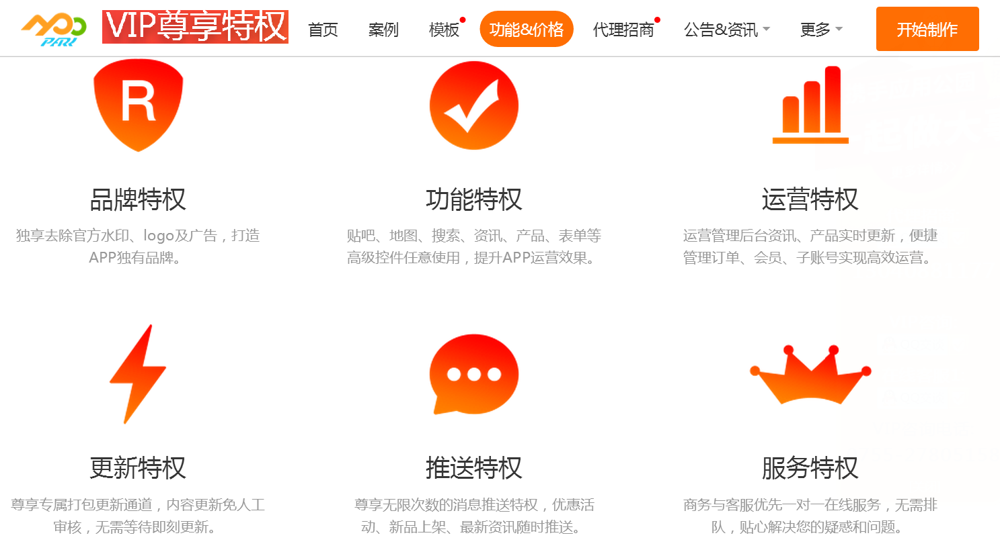 VIP尊享特权
首页 案例 模板 功能&价格 代理招商 公告&资讯 更多 开始制作
R
品牌特权 功能特权 运营特权
独享去除官方水印、logo及广告，打造
APP独有品牌。
贴吧、地图、搜索、资讯、产品、表单等
高级控件任意使用，提升APP运营效果。
运营管理后台资讯、产品实时更新，便捷
管理订单、会员、子账号实现高效运营。
更新特权 推送特权 服务特权
尊享专属打包更新通道，内容更新免人工
审核，无需等待即刻更新。
尊享无限次数的消息推送特权，优惠活
动、新品上架、最新资讯随时推送。
商务与客服优先一对一在线服务，无需排
队，贴心解决您的疑惑和问题。